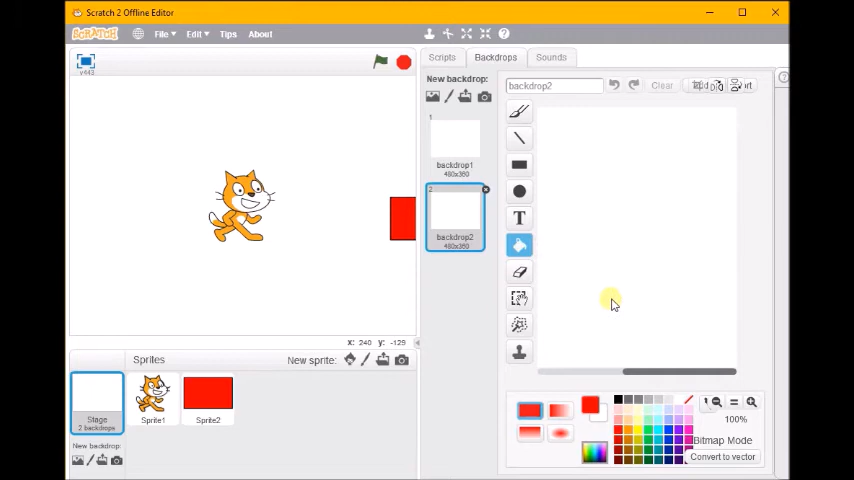 Scratch 2 Offline Editor
SCRATCH File Edit Tips About
v443
Scripts Backdrops Sounds
New backdrop:
backdrop2 Clear Add
1
backdrop1
480x360
2
backdrop2
480x360
T
x: 240 y: -129
Sprites New sprite:
Stage
2 backdrops
Sprite1
Sprite2
New backdrop:
100%
Bitmap Mode
Convert to vector